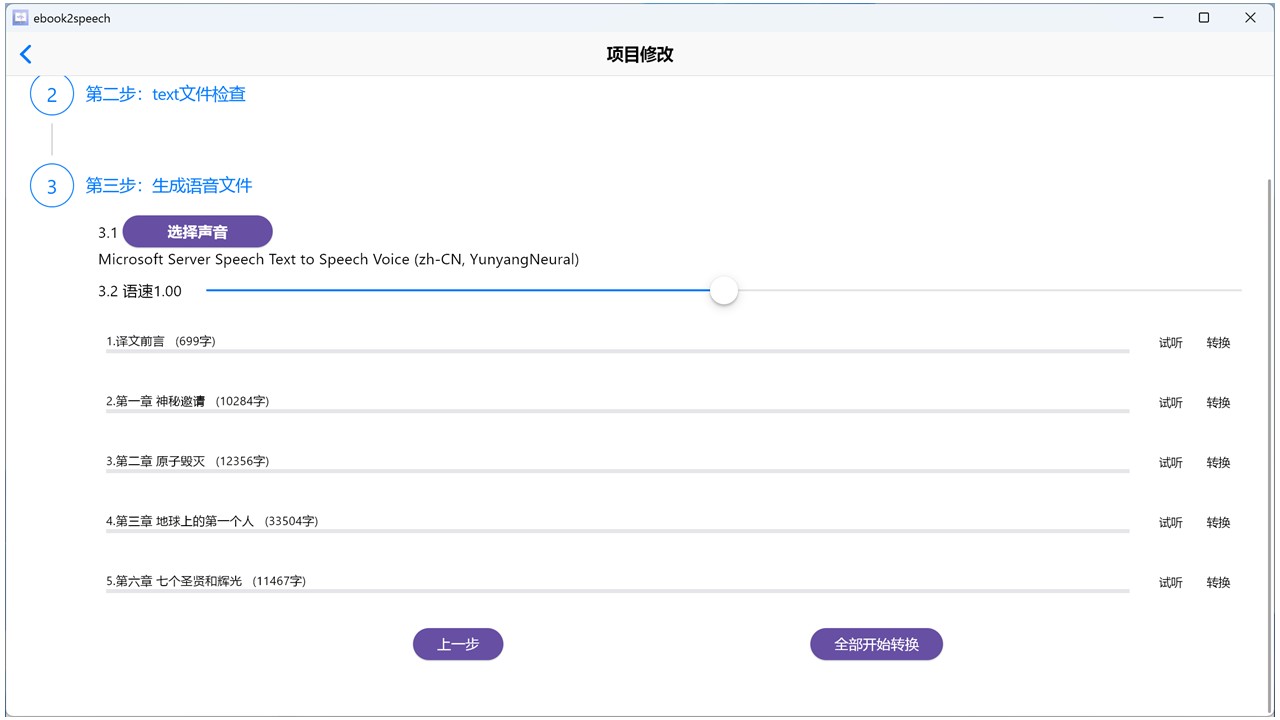 ebook2speech
项目修改
2 第二步：text文件检查
3 第三步：生成语音文件
3.1 选择声音
Microsoft Server Speech Text to Speech Voice (zh-CN, YunyangNeural)
3.2 语速1.00
1.译文前言 (699字) 试听 转换
2.第一章 神秘邀请 (10284字) 试听 转换
3.第二章 原子毁灭 (12356字) 试听 转换
4.第三章 地球上的第一个人 (33504字) 试听 转换
5.第六章 七个圣贤和辉光 (11467字) 试听 转换
上一步 全部开始转换